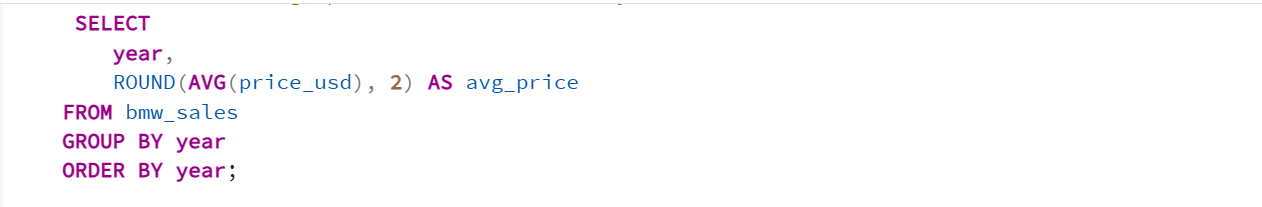 SELECT
year,
ROUND(AVG(price_usd), 2) AS avg_price
FROM bmw_sales
GROUP BY year
ORDER BY year;